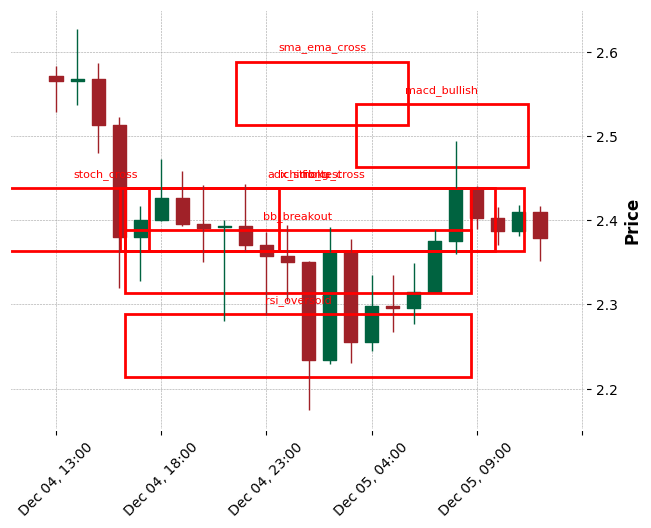 sma_ema_cross
2.6
macd_bullish
2.5
stoch_cross
bb_breakout
2.4
Price
2.3
rsi_oversold
2.2
Dec 04, 13:00
Dec 04, 18:00
Dec 04, 23:00
Dec 05, 04:00
Dec 05, 09:00